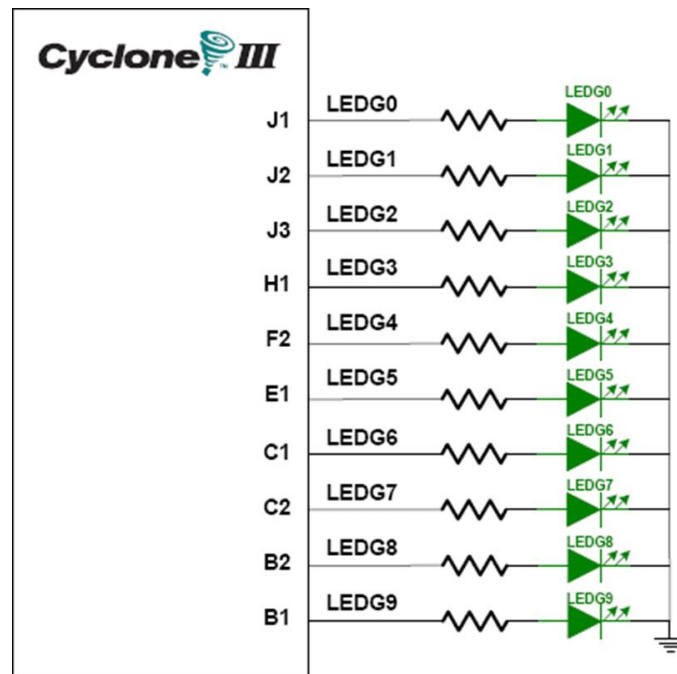 Cyclone III
LEDG0
J1 LEDG0
LEDG1
J2 LEDG1
LEDG2
J3 LEDG2
LEDG3
H1 LEDG3
LEDG4
F2 LEDG4
LEDG5
E1 LEDG5
LEDG6
C1 LEDG6
LEDG7
C2 LEDG7
LEDG8
B2 LEDG8
LEDG9
B1 LEDG9